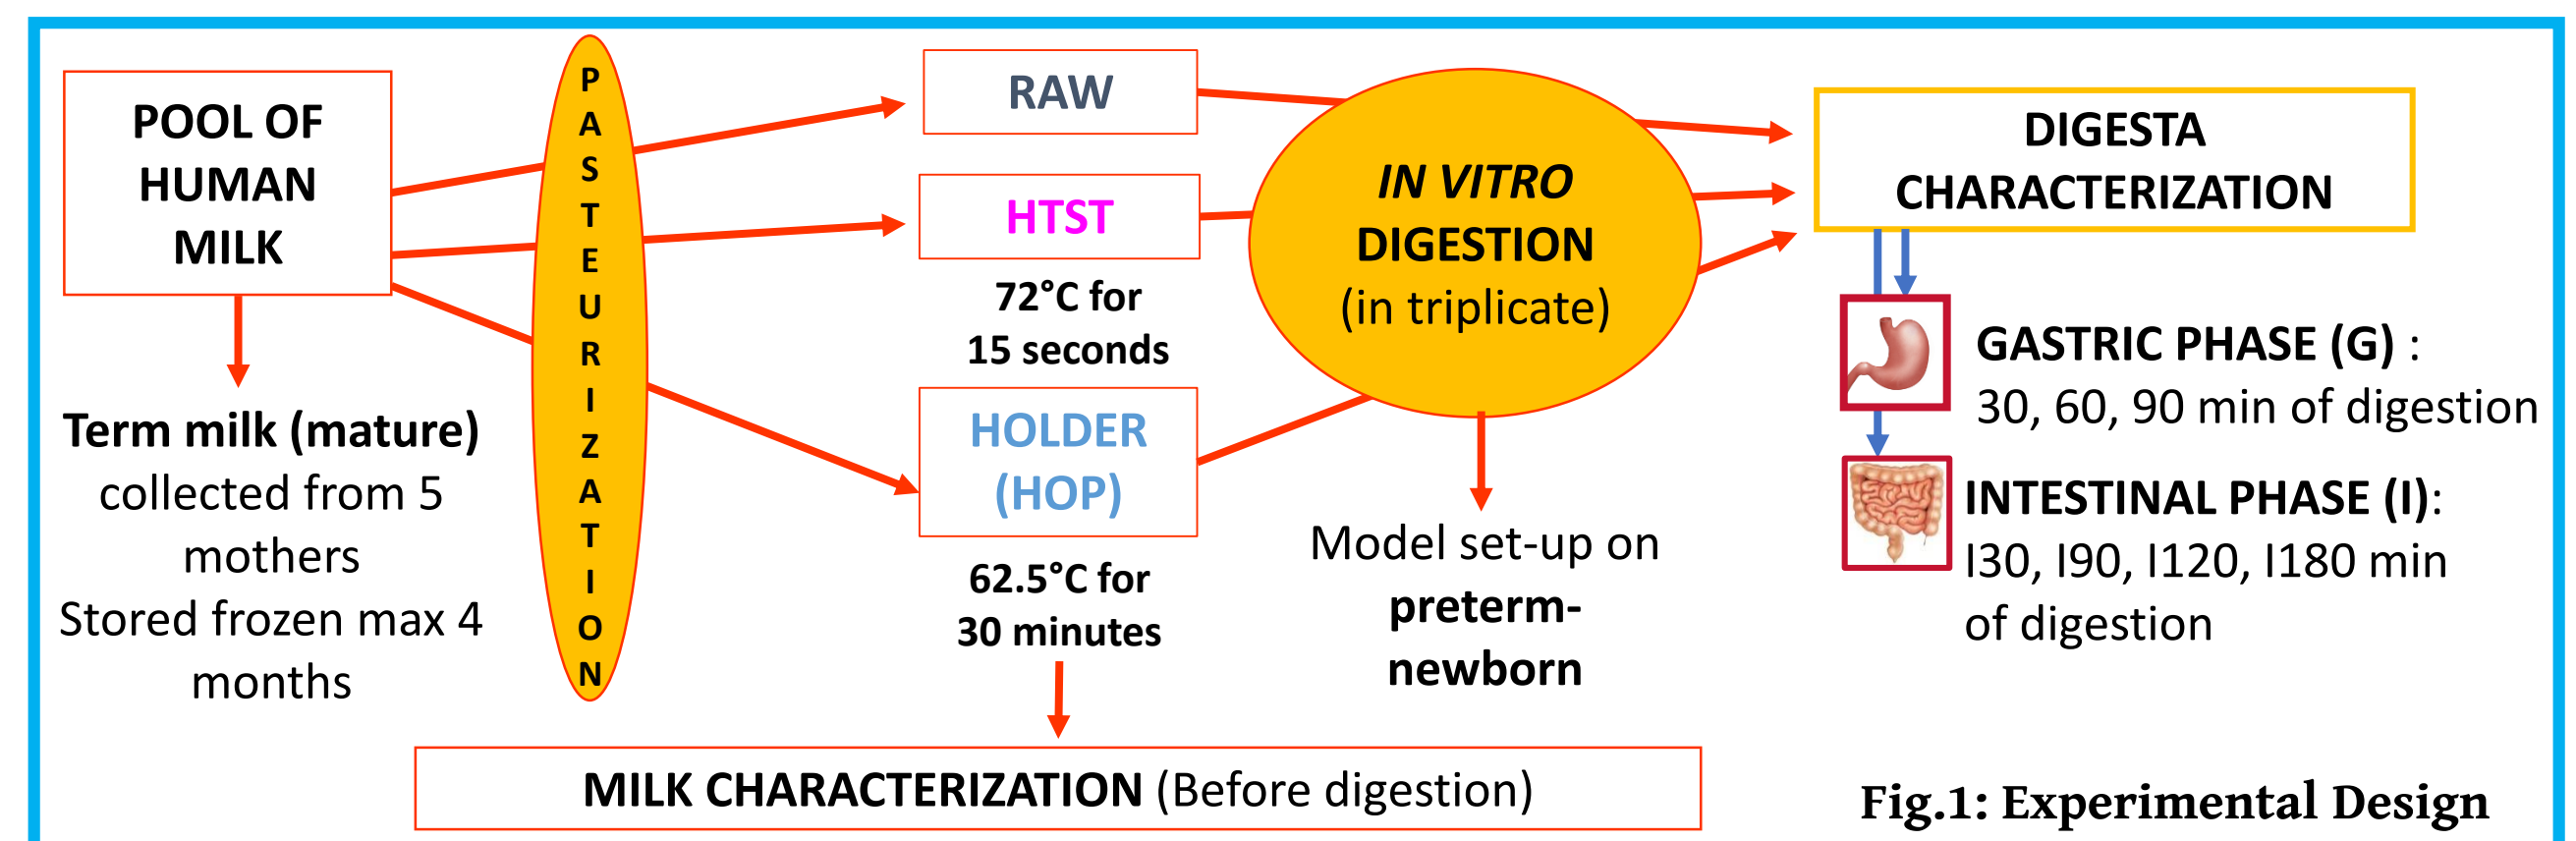 POOL OF
HUMAN
MILK
Term milk (mature)
collected from 5
mothers
Stored frozen max 4
months
PASTEURIZATION
RAW
HTST
72°C for
15 seconds
HOLDER
(HOP)
62.5°C for
30 minutes
MILK CHARACTERIZATION (Before digestion)
IN VITRO
DIGESTION
(in triplicate)
Model set-up on
preterm-
newborn
DIGESTA
CHARACTERIZATION
GASTRIC PHASE (G) :
30, 60, 90 min of digestion
INTESTINAL PHASE (I):
I30, I90, I120, I180 min
of digestion
Fig.1: Experimental Design